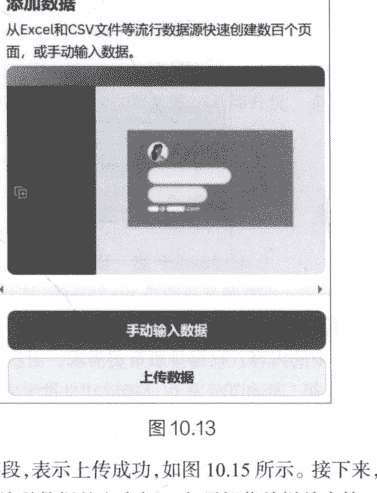 添加数据
从Excel和CSV文件等流行数据源快速创建数百个页
面，或手动输入数据。
手动输入数据
上传数据
图10.13
段，表示上传成功，如图 10.15 所示。接下来，